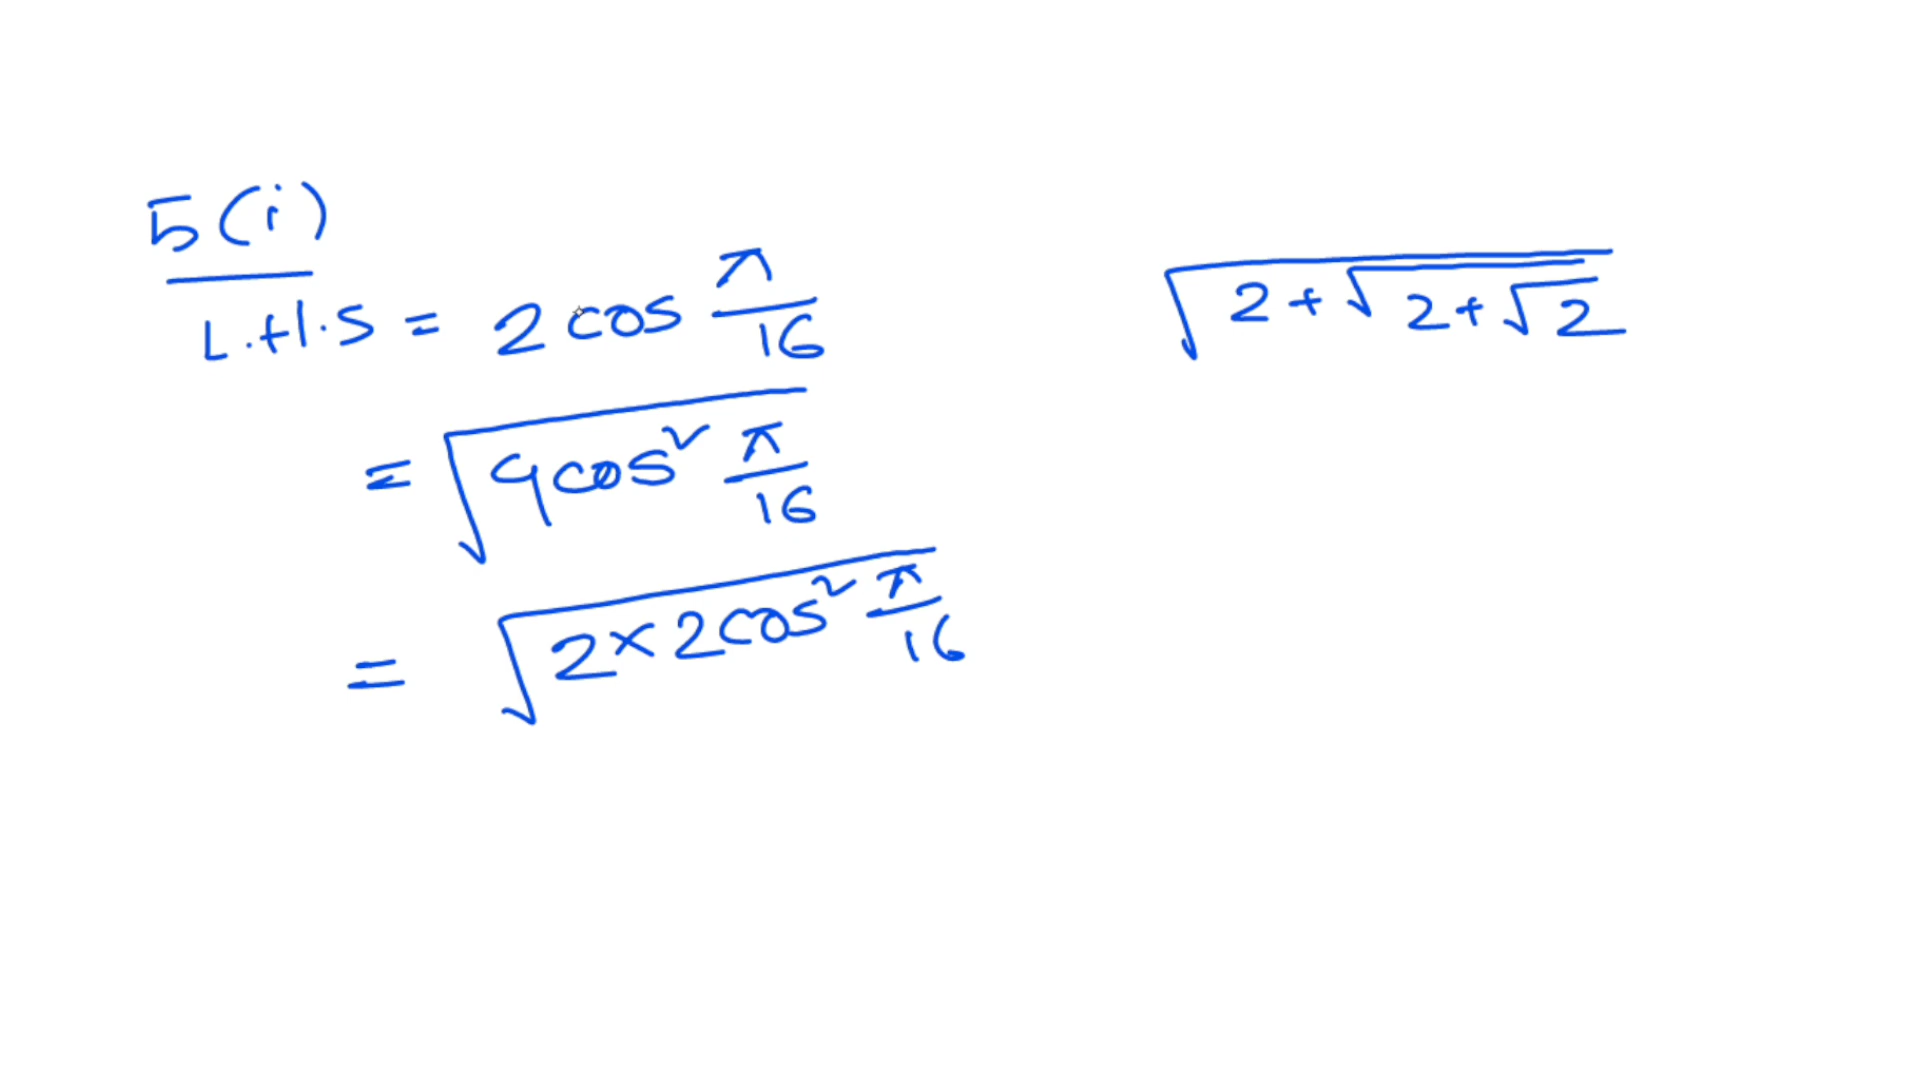 5(i)
L.H.S = 2 cos π/16
√(2+√(2+√2))
= √(4cos² π/16)
= √(2×2cos² π/16)